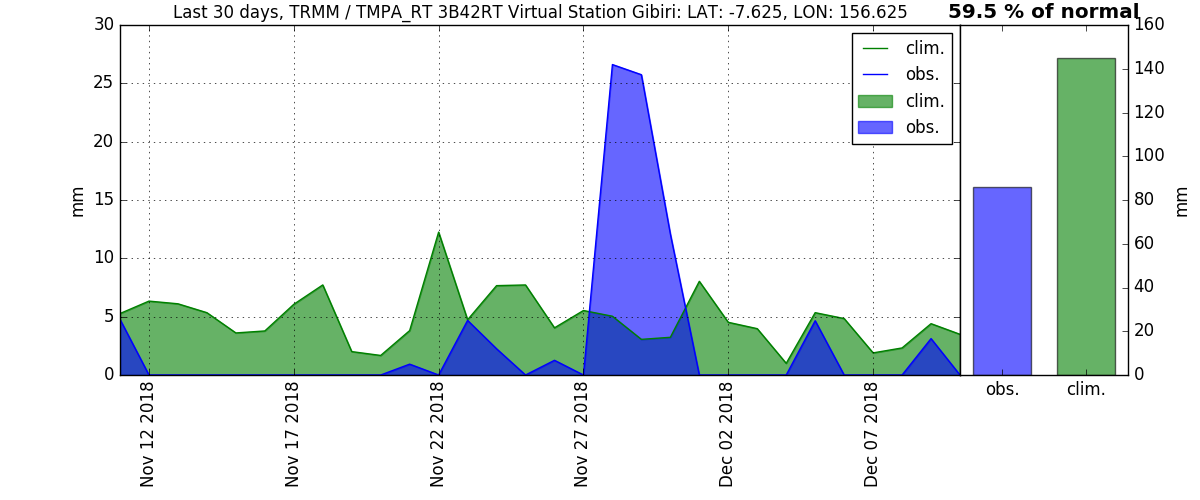 Last 30 days, TRMM / TMPA_RT 3B42RT Virtual Station Gibiri: LAT: -7.625, LON: 156.625
59.5 % of normal
30
25
20
15
10
5
0
mm
clim.
obs.
clim.
obs.
Nov 12 2018
Nov 17 2018
Nov 22 2018
Nov 27 2018
Dec 02 2018
Dec 07 2018
160
140
120
100
80
60
40
20
0
mm
obs.
clim.